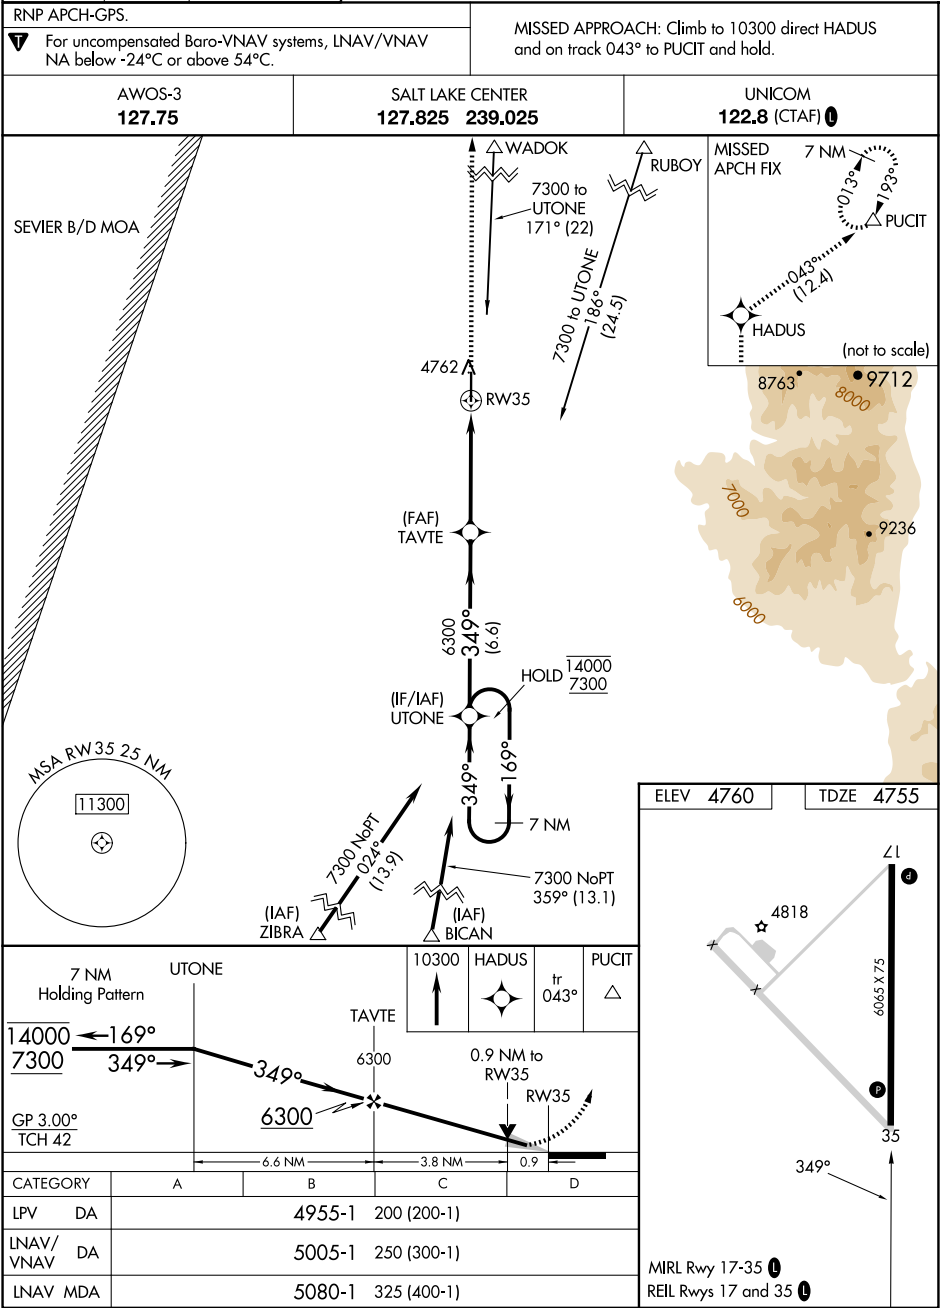 RNP APCH-GPS.
T For uncompensated Baro-VNAV systems, LNAV/VNAV
NA below -24°C or above 54°C.
MISSED APPROACH: Climb to 10300 direct HADUS
and on track 043° to PUCIT and hold.
AWOS-3
127.75
SALT LAKE CENTER
127.825 239.025
UNICOM
122.8 (CTAF) L
SEVIER B/D MOA
WADOK
7300 to
UTONE
171° (22)
RUBOY
7300 to UTONE
186°
(24.5)
MISSED
APCH FIX
7 NM
013°
193°
PUCIT
043°
(12.4)
HADUS
(not to scale)
4762
RW35
8763
9712
8000
7000
9236
6000
(FAF)
TAVTE
6300
349°
(6.6)
HOLD 14000
7300
(IF/IAF)
UTONE
349°
169°
7 NM
MSA RW35 25 NM
11300
7300 NoPT
024°
(13.9)
(IAF)
ZIBRA
7300 NoPT
359° (13.1)
(IAF)
BICAN
ELEV 4760
TDZE 4755
17
P
4818
6065 X 75
P
35
349°
MIRL Rwy 17-35 L
REIL Rwys 17 and 35 L
7 NM
Holding Pattern
UTONE
14000
7300
169°
349°
GP 3.00°
TCH 42
349°
TAVTE
6300
6300
10300
HADUS
tr
043°
PUCIT
0.9 NM to
RW35
RW35
6.6 NM
3.8 NM
0.9
CATEGORY A B C D
LPV DA 4955-1 200 (200-1)
LNAV/
VNAV DA 5005-1 250 (300-1)
LNAV MDA 5080-1 325 (400-1)